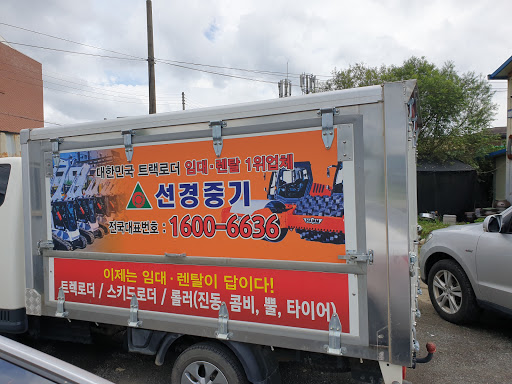 대한민국 트랙로더 임대·렌탈 1위업체
선경중기
전국대표번호 : 1600-6636
이제는 임대·렌탈이 답이다!
트랙로더 / 스키드로더 / 롤러(진동, 콤비, 뿔, 타이어)